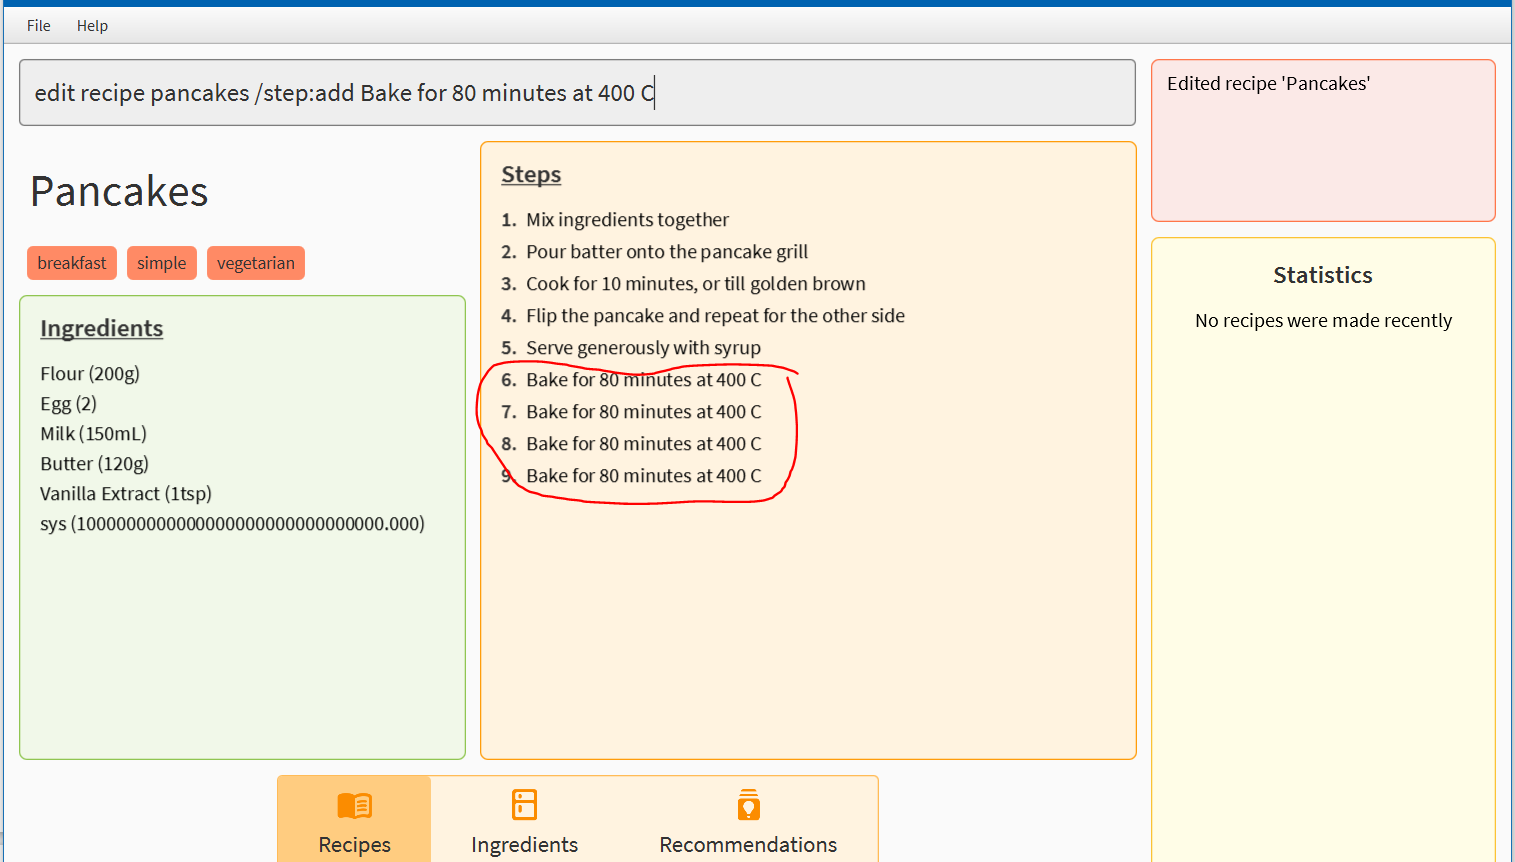 File Help
edit recipe pancakes /step:add Bake for 80 minutes at 400 C
Edited recipe 'Pancakes'
Pancakes
breakfast simple vegetarian
Ingredients
Flour (200g)
Egg (2)
Milk (150mL)
Butter (120g)
Vanilla Extract (1tsp)
sys (1000000000000000000000000000000.000)
Steps
1. Mix ingredients together
2. Pour batter onto the pancake grill
3. Cook for 10 minutes, or till golden brown
4. Flip the pancake and repeat for the other side
5. Serve generously with syrup
6. Bake for 80 minutes at 400 C
7. Bake for 80 minutes at 400 C
8. Bake for 80 minutes at 400 C
9. Bake for 80 minutes at 400 C
Statistics
No recipes were made recently
Recipes Ingredients Recommendations